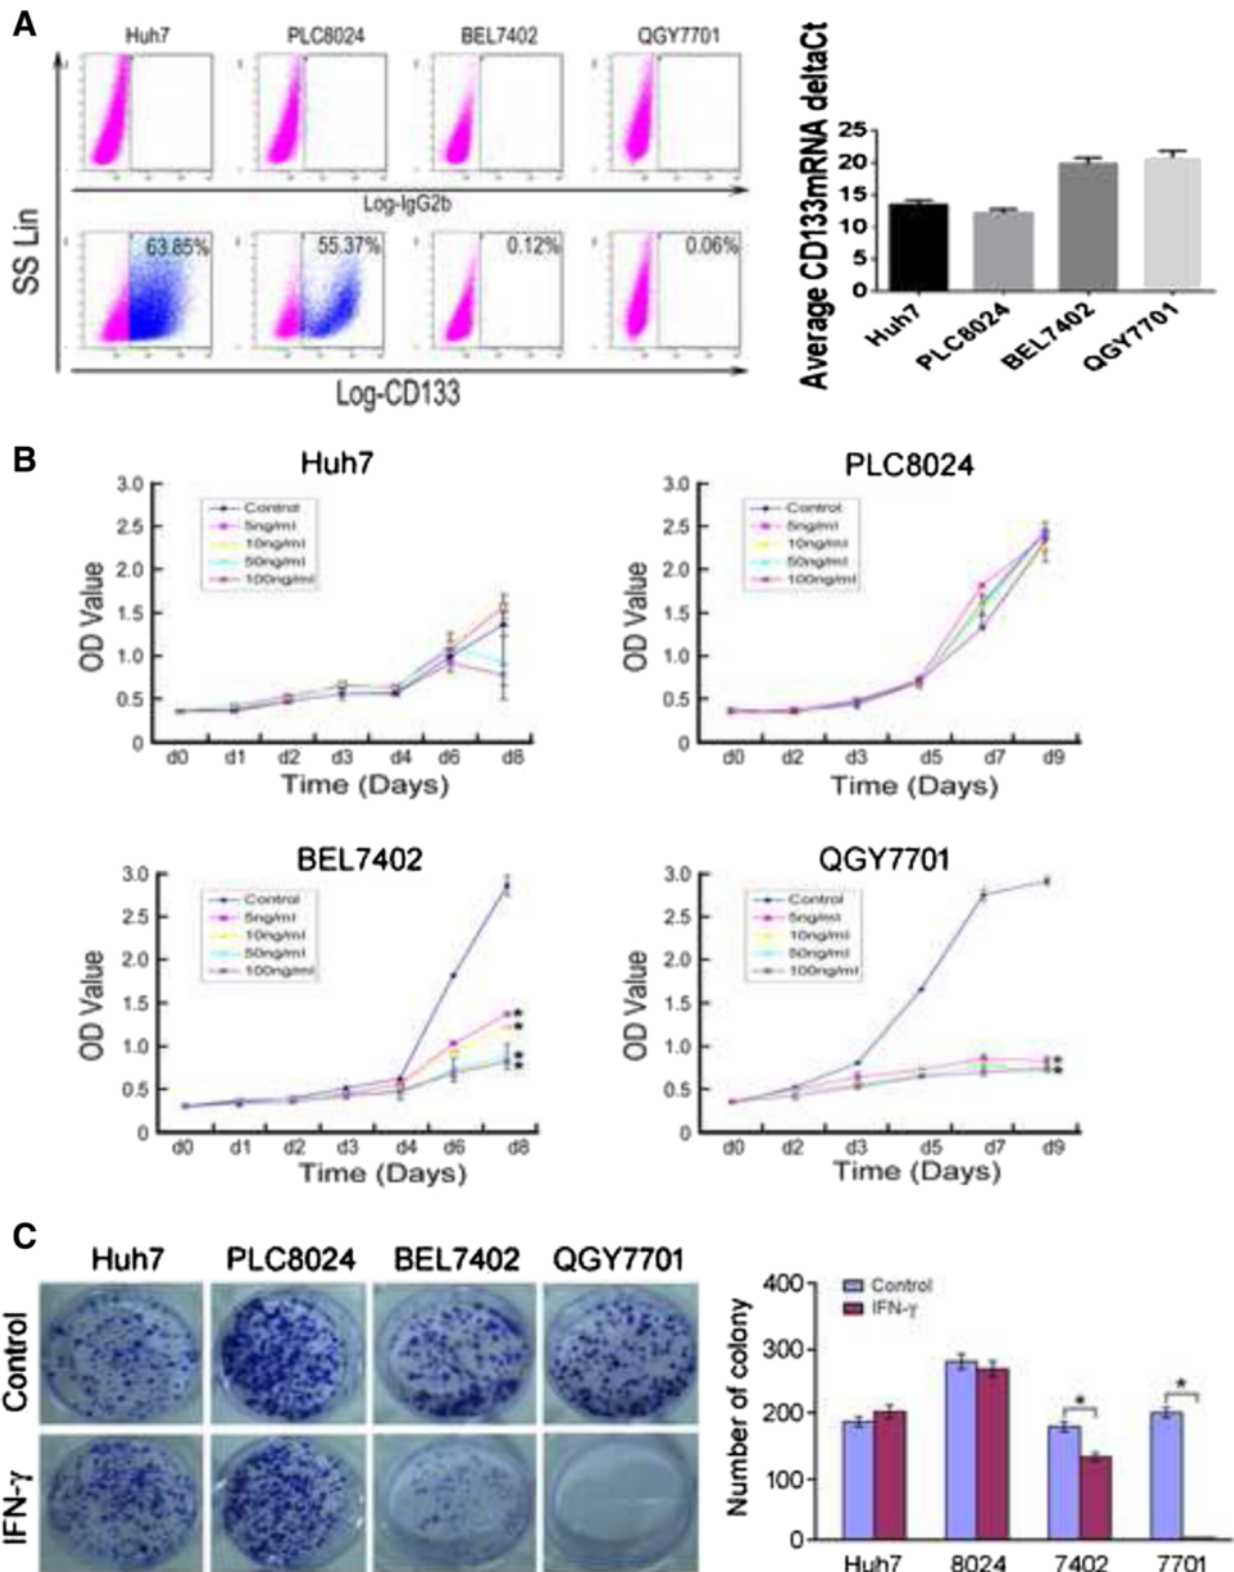 A
Huh7 PLC8024 BEL7402 QGY7701
Log-IgG2b
63.85% 55.37% 0.12% 0.06%
SS Lin
Log-CD133
Average CD133mRNA deltaCt
25
20
15
10
5
0
Huh7 PLC8024 BEL7402 QGY7701
B
Huh7
3.0
2.5
2.0
1.5
1.0
0.5
0
OD Value
Control
5ng/ml
10ng/ml
50ng/ml
100ng/ml
d0 d1 d2 d3 d4 d6 d8
Time (Days)
PLC8024
3.0
2.5
2.0
1.5
1.0
0.5
0
OD Value
Control
5ng/ml
10ng/ml
50ng/ml
100ng/ml
d0 d2 d3 d5 d7 d9
Time (Days)
BEL7402
3.0
2.5
2.0
1.5
1.0
0.5
0
OD Value
Control
5ng/ml
10ng/ml
50ng/ml
100ng/ml
*
*
*
*
d0 d1 d2 d3 d4 d6 d8
Time (Days)
QGY7701
3.0
2.5
2.0
1.5
1.0
0.5
0
OD Value
Control
5ng/ml
10ng/ml
50ng/ml
100ng/ml
*
*
d0 d2 d3 d5 d7 d9
Time (Days)
C
Huh7 PLC8024 BEL7402 QGY7701
Control
IFN-γ
Number of colony
400
300
200
100
0
Control
IFN-γ
* *
Huh7 8024 7402 7701